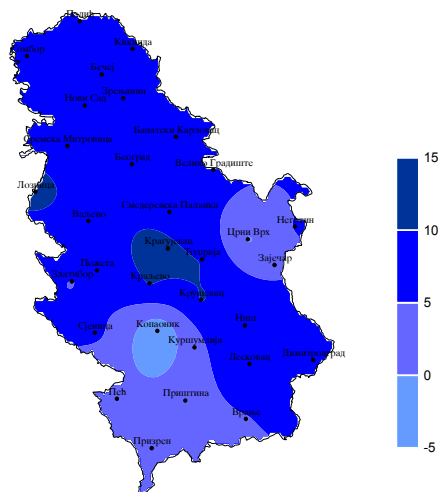 Палић
Сомбор
Кикинда
Бечеј
Нови Сад
Зрењанин
Банатски Карловац
Сремска Митровица
Београд
Велико Градиште
Лозница
Смедеревска Паланка
Ваљево
Неготин
Црни Врх
Крагујевац
Ћуприја
Зајечар
Пожега
Златибор
Краљево
Крушевац
Ниш
Сјеница
Копаоник
Куршумлија
Димитровград
Лесковац
Пећ
Приштина
Врање
Призрен
15
10
5
0
-5